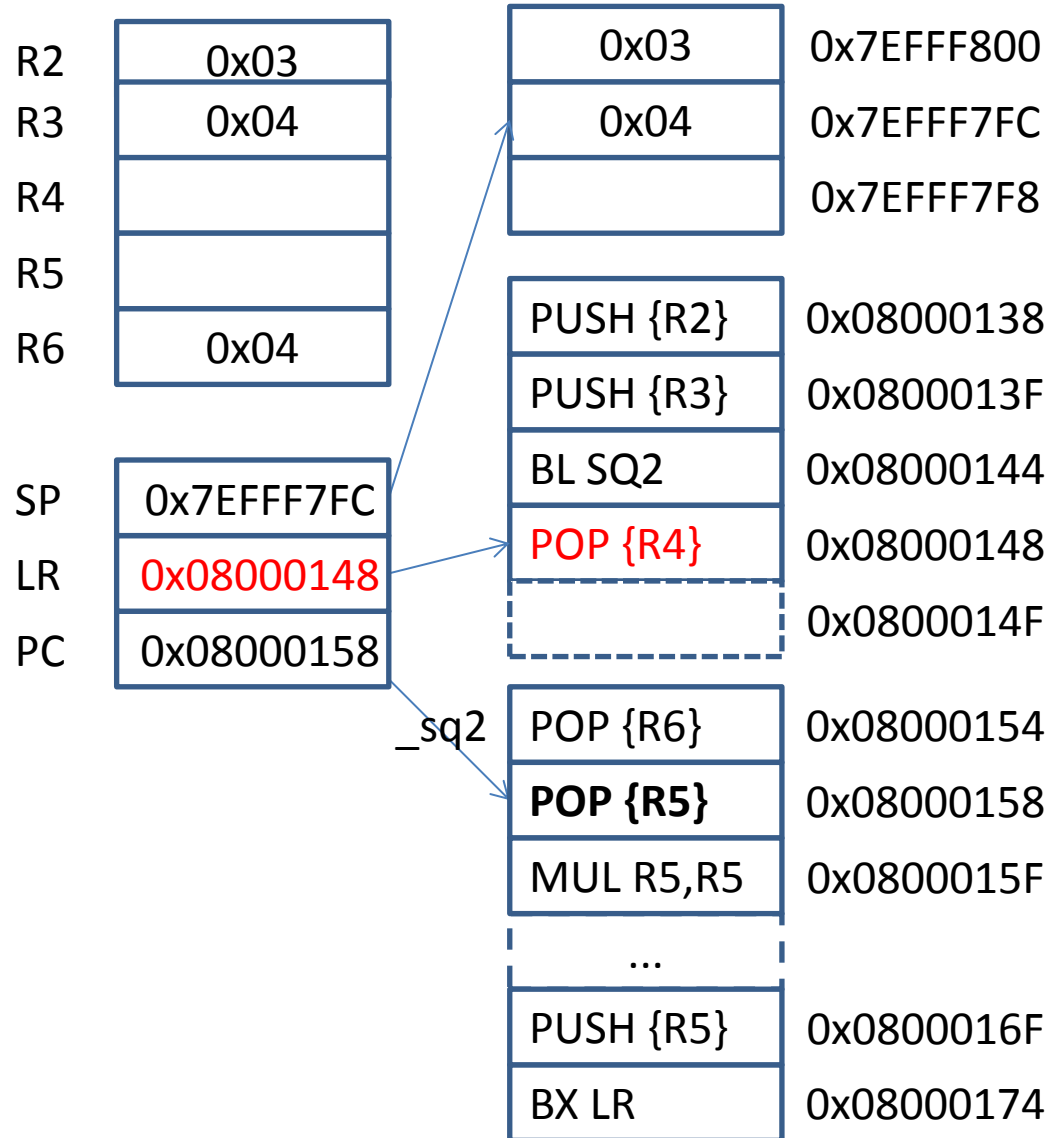 R2 0x03
R3 0x04
R4
R5
R6 0x04
SP 0x7EFFF7FC
LR 0x08000148
PC 0x08000158
0x03 0x7EFFF800
0x04 0x7EFFF7FC
0x7EFFF7F8
PUSH {R2} 0x08000138
PUSH {R3} 0x0800013F
BL SQ2 0x08000144
POP {R4} 0x08000148
0x0800014F
_sq2 POP {R6} 0x08000154
POP {R5} 0x08000158
MUL R5,R5 0x0800015F
...
PUSH {R5} 0x0800016F
BX LR 0x08000174